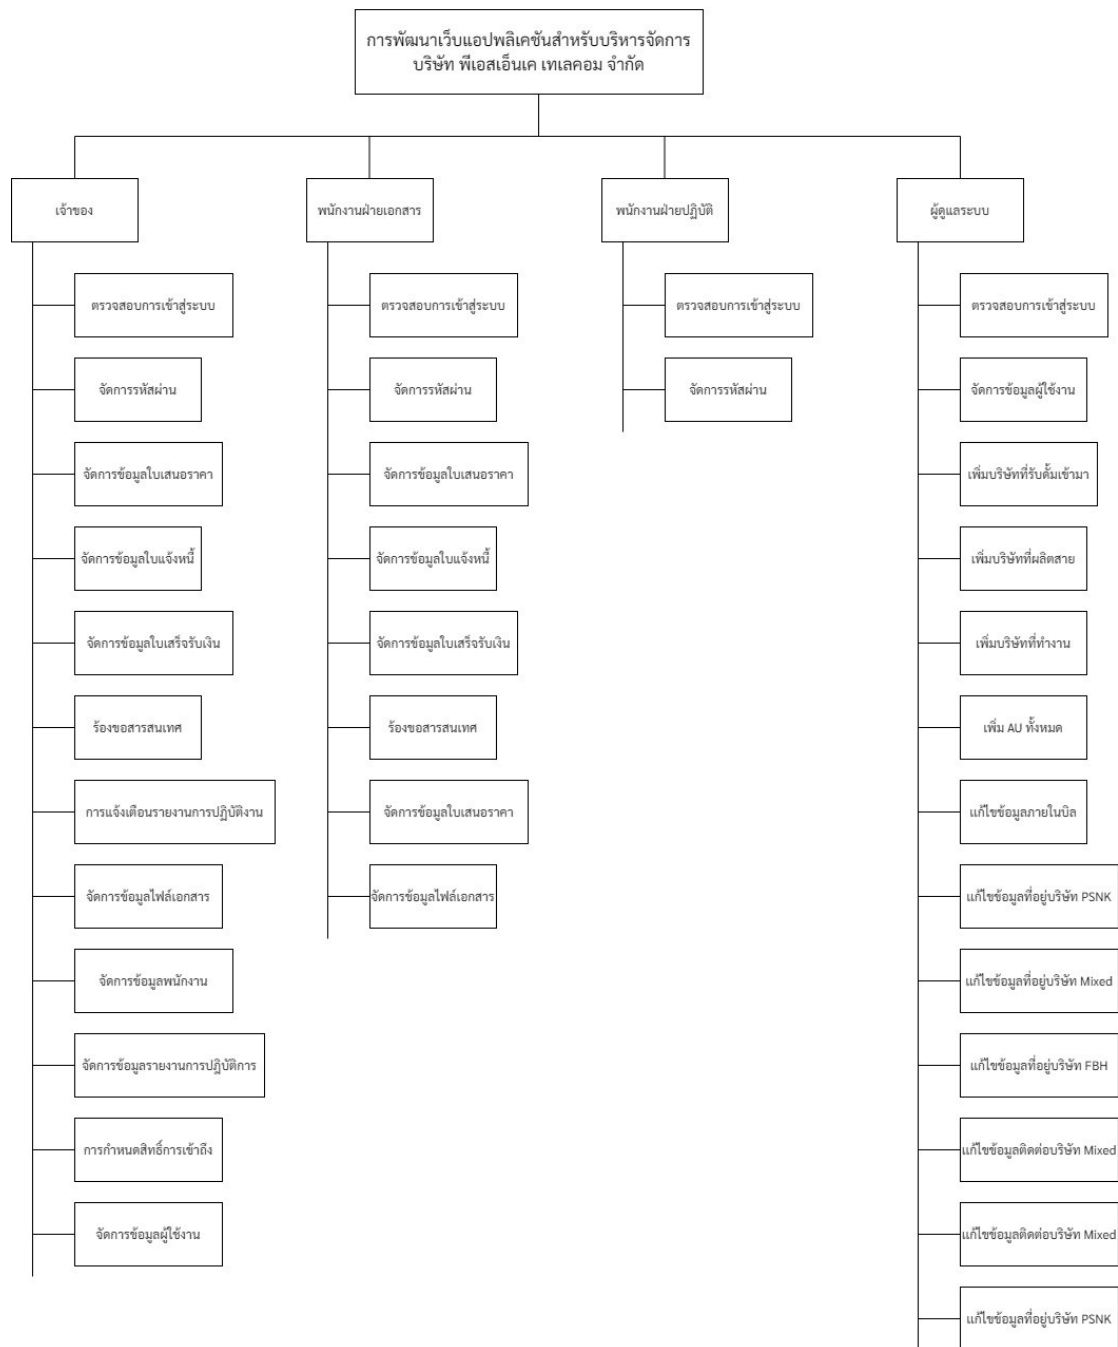 การพัฒนาเว็บแอปพลิเคชันสำหรับบริหารจัดการ
บริษัท พีเอสเอ็นเค เทเลคอม จำกัด
เจ้าของ
ตรวจสอบการเข้าสู่ระบบ
จัดการรหัสผ่าน
จัดการข้อมูลใบเสนอราคา
จัดการข้อมูลใบแจ้งหนี้
จัดการข้อมูลใบเสร็จรับเงิน
ร้องขอสารสนเทศ
การแจ้งเตือนรายงานการปฏิบัติงาน
จัดการข้อมูลไฟล์เอกสาร
จัดการข้อมูลพนักงาน
จัดการข้อมูลรายงานการปฏิบัติการ
การกำหนดสิทธิ์การเข้าถึง
จัดการข้อมูลผู้ใช้งาน
พนักงานฝ่ายเอกสาร
ตรวจสอบการเข้าสู่ระบบ
จัดการรหัสผ่าน
จัดการข้อมูลใบเสนอราคา
จัดการข้อมูลใบแจ้งหนี้
จัดการข้อมูลใบเสร็จรับเงิน
ร้องขอสารสนเทศ
จัดการข้อมูลใบเสนอราคา
จัดการข้อมูลไฟล์เอกสาร
พนักงานฝ่ายปฏิบัติ
ตรวจสอบการเข้าสู่ระบบ
จัดการรหัสผ่าน
ผู้ดูแลระบบ
ตรวจสอบการเข้าสู่ระบบ
จัดการข้อมูลผู้ใช้งาน
เพิ่มบริษัทที่รับดั้มเข้ามา
เพิ่มบริษัทที่ผลิตสาย
เพิ่มบริษัทที่ทำงาน
เพิ่ม AU ทั้งหมด
แก้ไขข้อมูลภายในบิล
แก้ไขข้อมูลที่อยู่บริษัท PSNK
แก้ไขข้อมูลที่อยู่บริษัท Mixed
แก้ไขข้อมูลที่อยู่บริษัท FBH
แก้ไขข้อมูลติดต่อบริษัท Mixed
แก้ไขข้อมูลติดต่อบริษัท Mixed
แก้ไขข้อมูลที่อยู่บริษัท PSNK